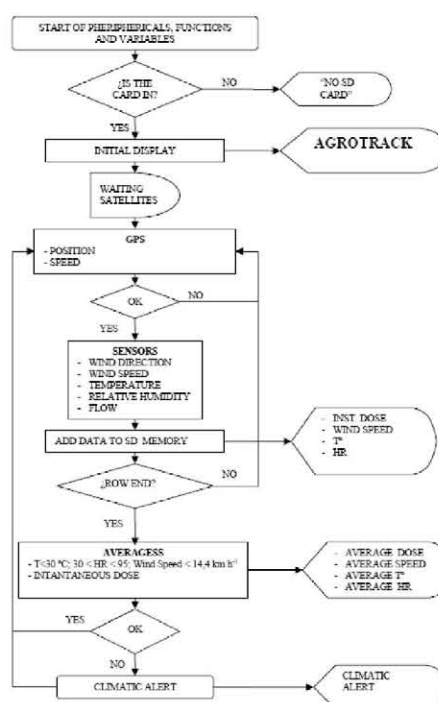 START OF PHERIPHERICALS, FUNCTIONS
AND VARIABLES
¿IS THE
CARD IN?
NO
"NO SD
CARD"
YES
INITIAL DISPLAY
AGROTRACK
WAITING
SATELLITES
GPS
- POSITION
- SPEED
OK
NO
YES
SENSORS
- WIND DIRECTION
- WIND SPEED
- TEMPERATURE
- RELATIVE HUMIDITY
- FLOW
ADD DATA TO SD MEMORY
- INST. DOSE
- WIND SPEED
- Tª
- HR
¿ROW END?
NO
YES
AVERAGESS
- T<30 ºC; 30 < HR < 95; Wind Speed < 14,4 km h⁻¹
- INTANTANEOUS DOSE
- AVERAGE DOSE
- AVERAGE SPEED
- AVERAGE Tª
- AVERAGE HR
YES
OK
NO
CLIMATIC ALERT
CLIMATIC
ALERT